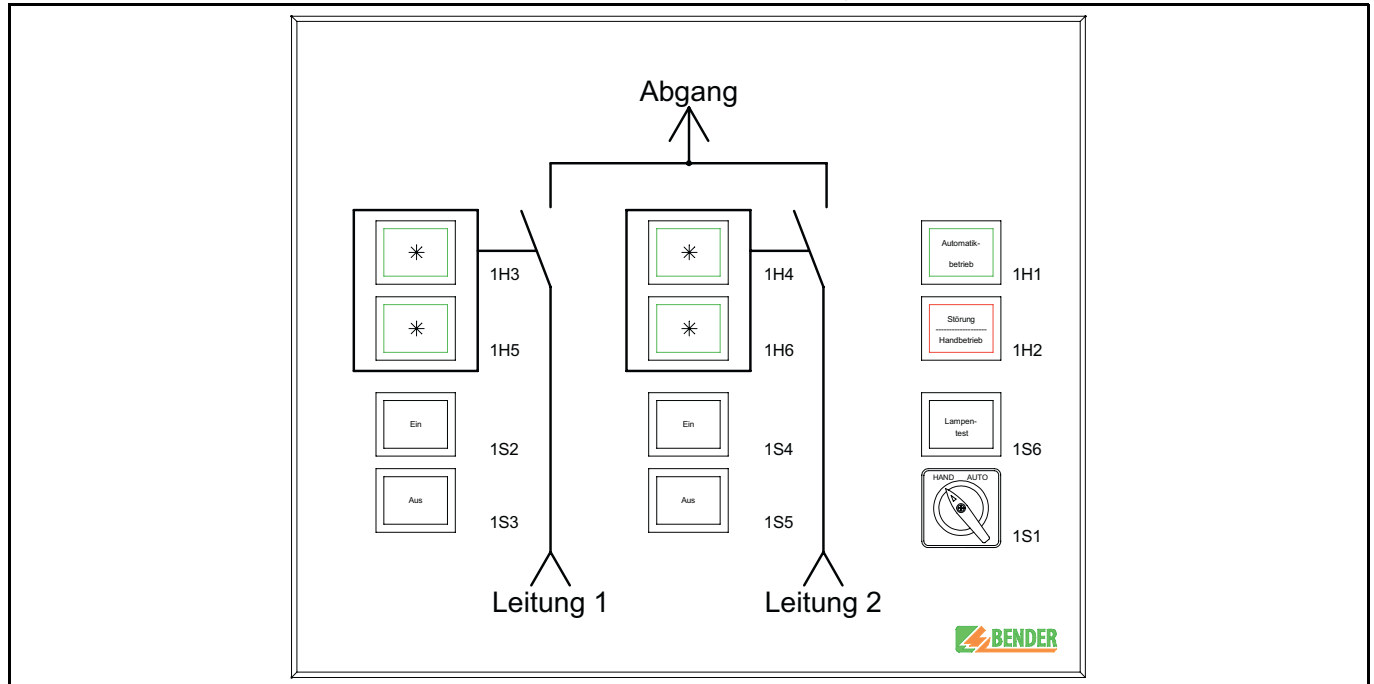 Abgang
1H3
1H5
Ein
1S2
Aus
1S3
Leitung 1
1H4
1H6
Ein
1S4
Aus
1S5
Leitung 2
Automatik-
betrieb
1H1
Störung
Handbetrieb
1H2
Lampen-
test
1S6
HAND AUTO
1S1
BENDER